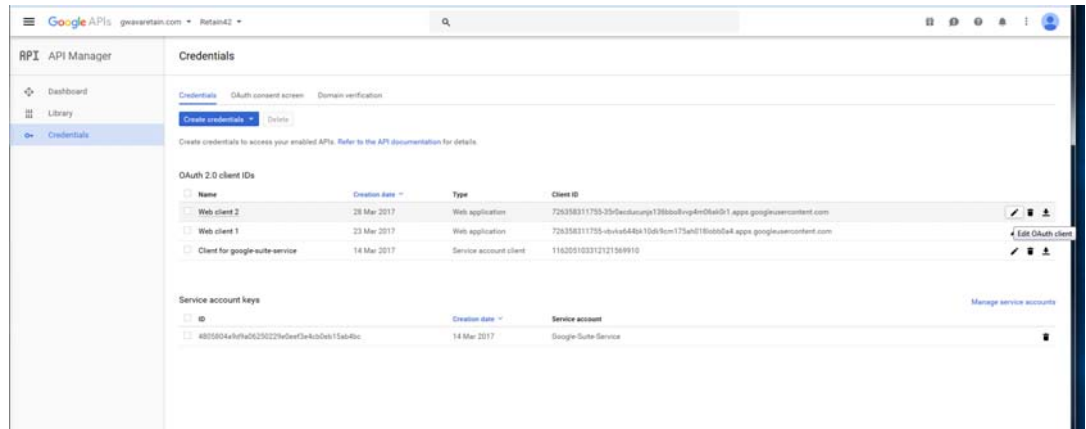 Google APIs gwavaretain.com Retain42
API API Manager
Credentials
Dashboard
Library
Credentials
Credentials OAuth consent screen Domain verification
Create credentials Delete
Create credentials to access your enabled APIs. Refer to the API documentation for details.
OAuth 2.0 client IDs
Name Creation date Type Client ID
Web client 2 28 Mar 2017 Web application
Web client 1 23 Mar 2017 Web application
Edit OAuth client
Client for google-suite-service 14 Mar 2017 Service account client 116205103312121569910
Service account keys
Manage service accounts
ID Creation date Service account
14 Mar 2017 Google-Suite-Service